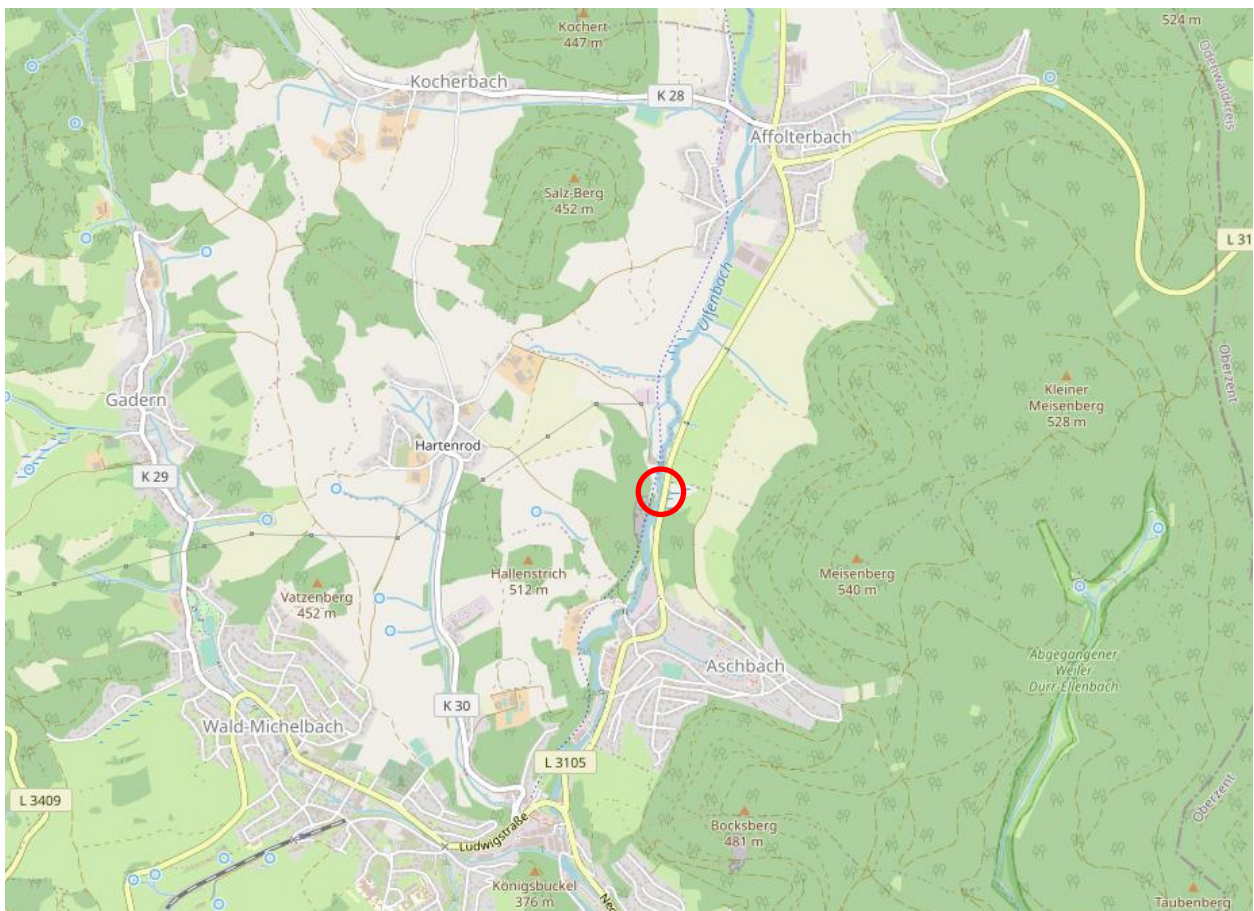 Kochert
447 m
524 m
Odenwaldkreis
Kocherbach
K 28
Affolterbach
Salz-Berg
452 m
L 31
Ulfenbach
Oberzent
Kleiner
Meisenberg
528 m
Gadern
Hartenrod
K 29
Hallenstrich
512 m
Meisenberg
540 m
Vatzenberg
452 m
Abgegangener
Weiler
Dürr-Ellenbach
Aschbach
K 30
Wald-Michelbach
L 3105
L 3409
Oberzent
Bocksberg
481 m
Ludwigstraße
Königsbuckel
376 m
Nec
Taubenberg